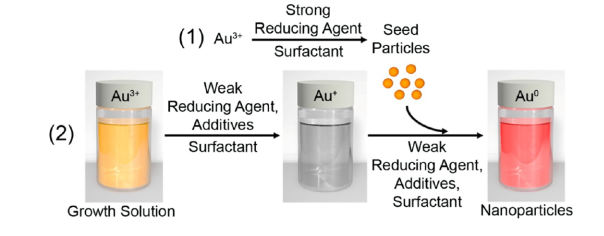 (1) Au³⁺
Strong
Reducing Agent
Surfactant
Seed
Particles
(2)
Au³⁺
Growth Solution
Weak
Reducing Agent,
Additives
Surfactant
Au⁺
Weak
Reducing Agent,
Additives,
Surfactant
Au⁰
Nanoparticles